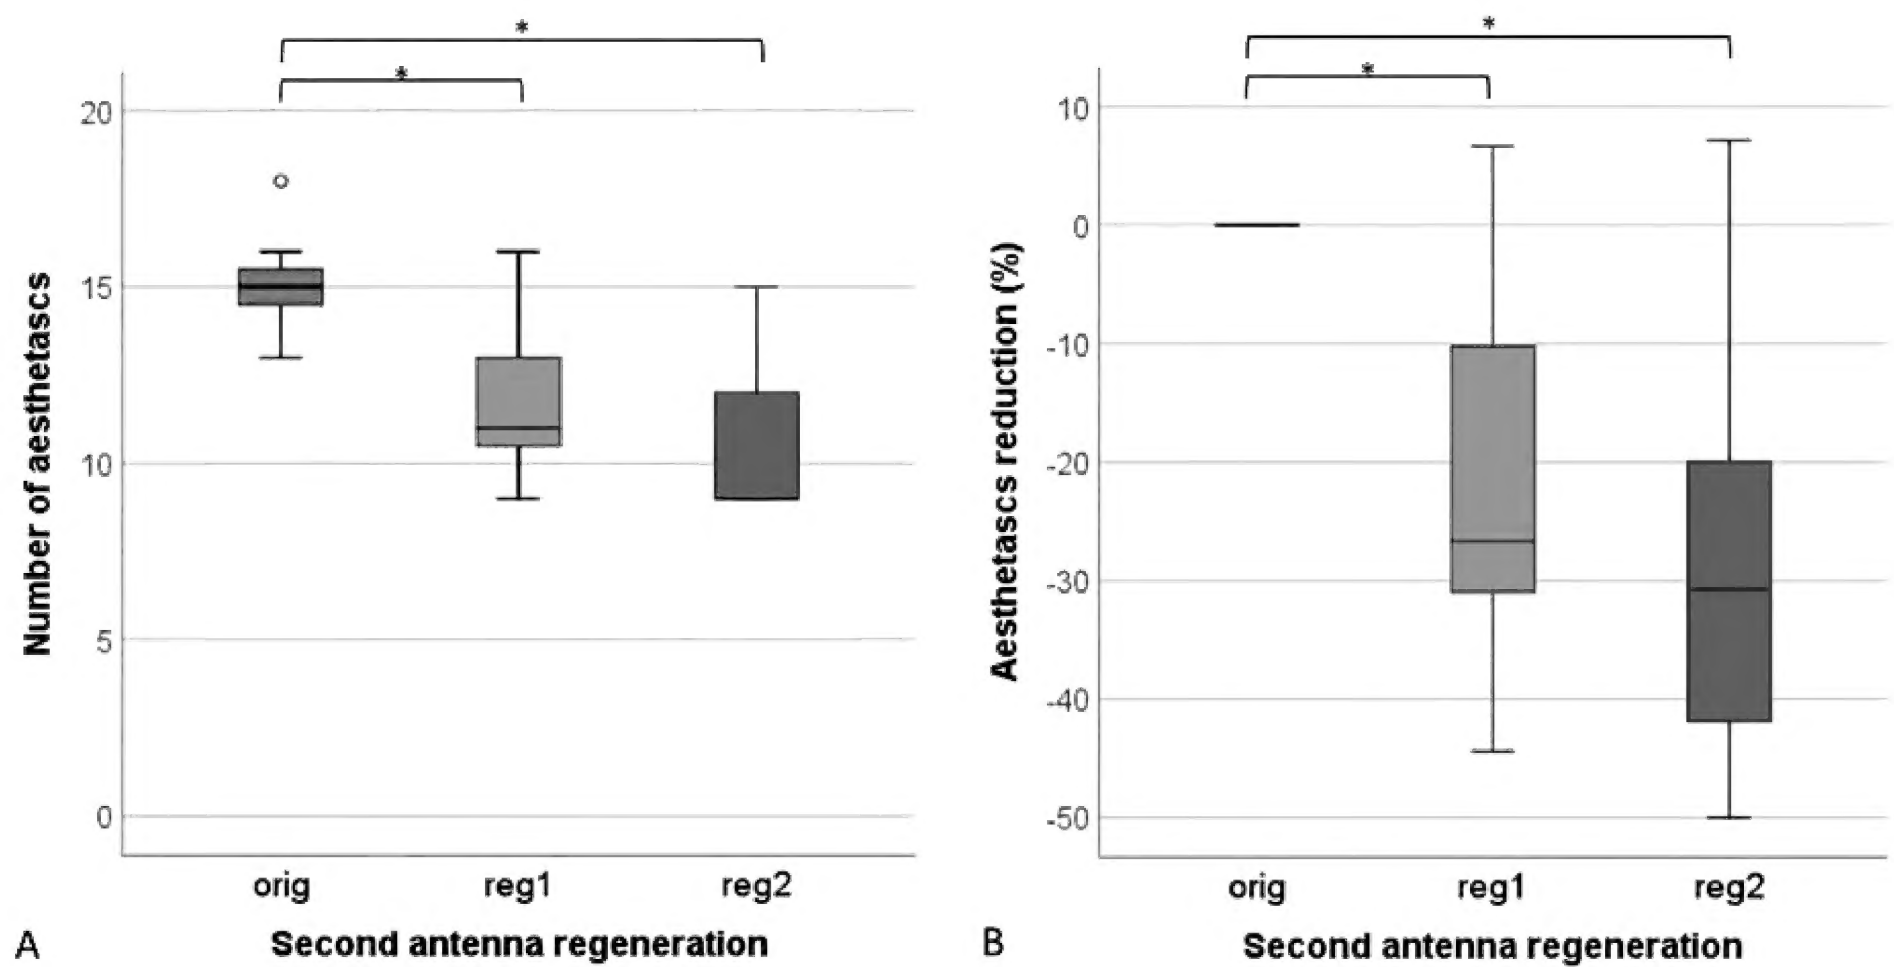 *
*
20
15
10
5
0
Number of aesthetascs
orig reg1 reg2
Second antenna regeneration
A
*
*
10
0
-10
-20
-30
-40
-50
Aesthetascs reduction (%)
orig reg1 reg2
Second antenna regeneration
B